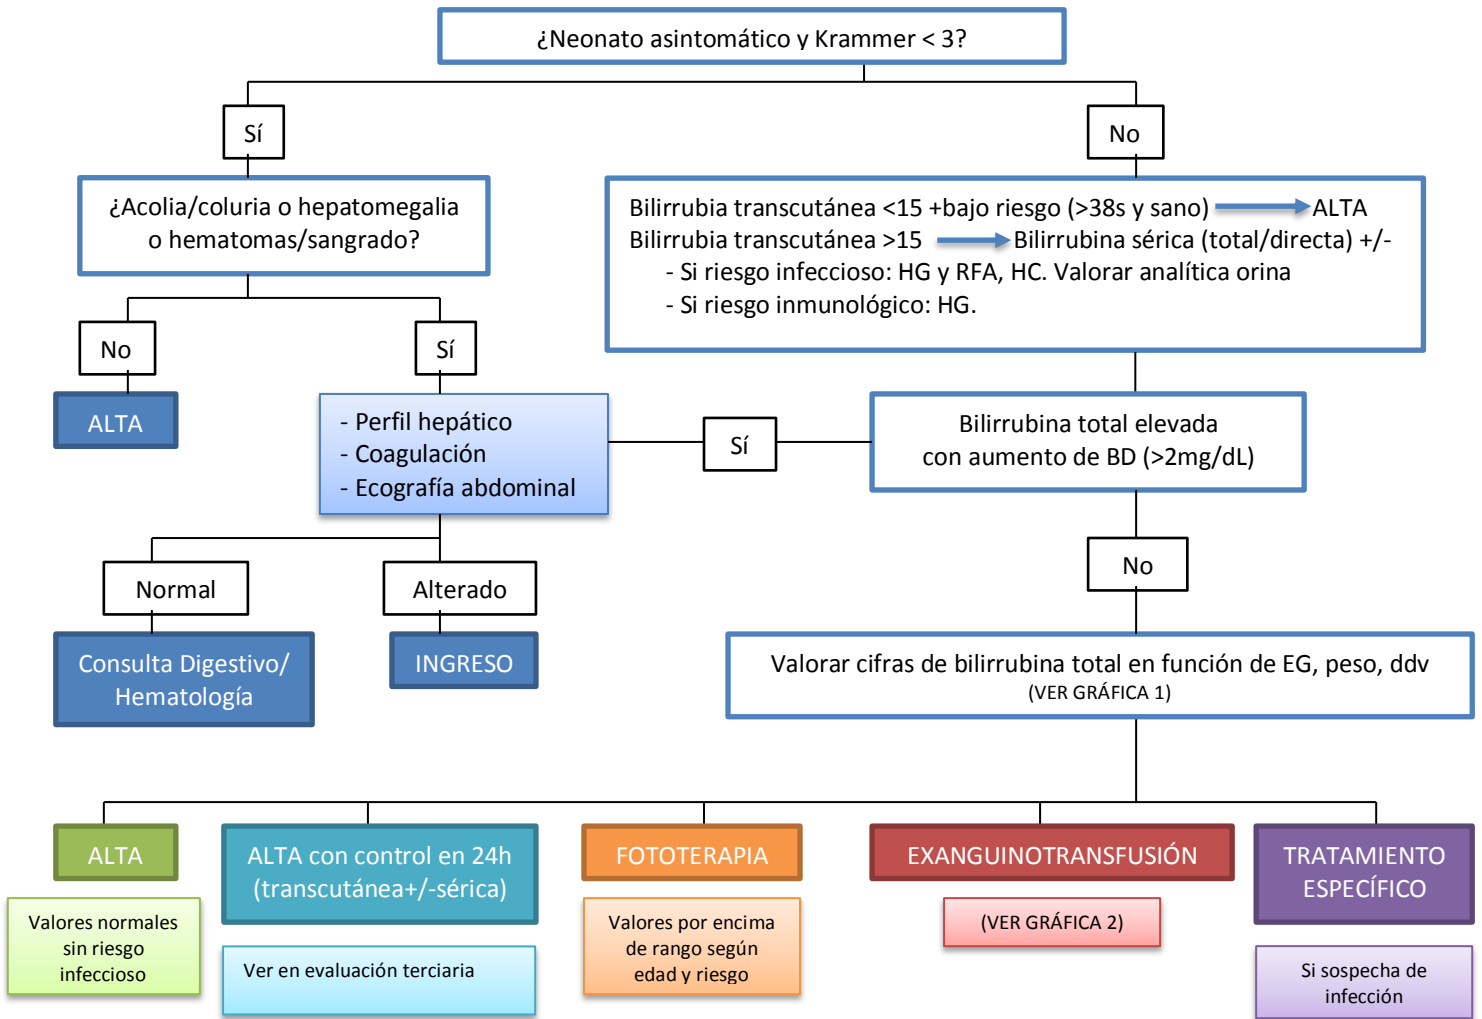 ¿Neonato asintomático y Krammer < 3?
Sí
No
¿Acolia/coluria o hepatomegalia
o hematomas/sangrado?
Bilirrubia transcutánea <15 +bajo riesgo (>38s y sano) ALTA
Bilirrubia transcutánea >15 Bilirrubina sérica (total/directa) +/-
- Si riesgo infeccioso: HG y RFA, HC. Valorar analítica orina
- Si riesgo inmunológico: HG.
No
Sí
ALTA
- Perfil hepático
- Coagulación
- Ecografía abdominal
Sí
Bilirrubina total elevada
con aumento de BD (>2mg/dL)
Normal
Alterado
No
Consulta Digestivo/
Hematología
INGRESO
Valorar cifras de bilirrubina total en función de EG, peso, ddv
(VER GRÁFICA 1)
ALTA
Valores normales
sin riesgo
infeccioso
ALTA con control en 24h
(transcutánea+/-sérica)
Ver en evaluación terciaria
FOTOTERAPIA
Valores por encima
de rango según
edad y riesgo
EXANGUINOTRANSFUSIÓN
(VER GRÁFICA 2)
TRATAMIENTO
ESPECÍFICO
Si sospecha de
infección